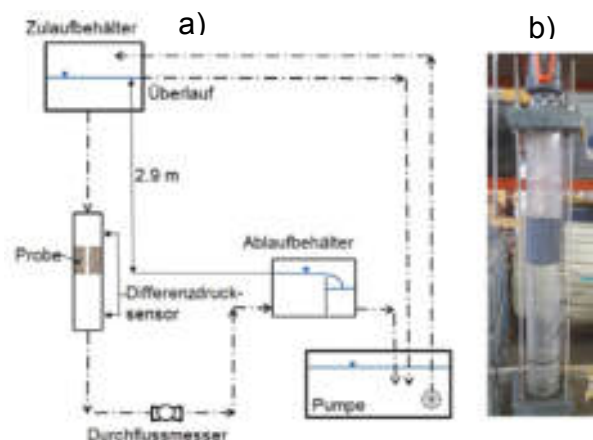 a)
b)
Zulaufbehälter
Überlauf
2.9 m
Ablaufbehälter
Probe
Differenzdruck-
sensor
Pumpe
Durchflussmesser